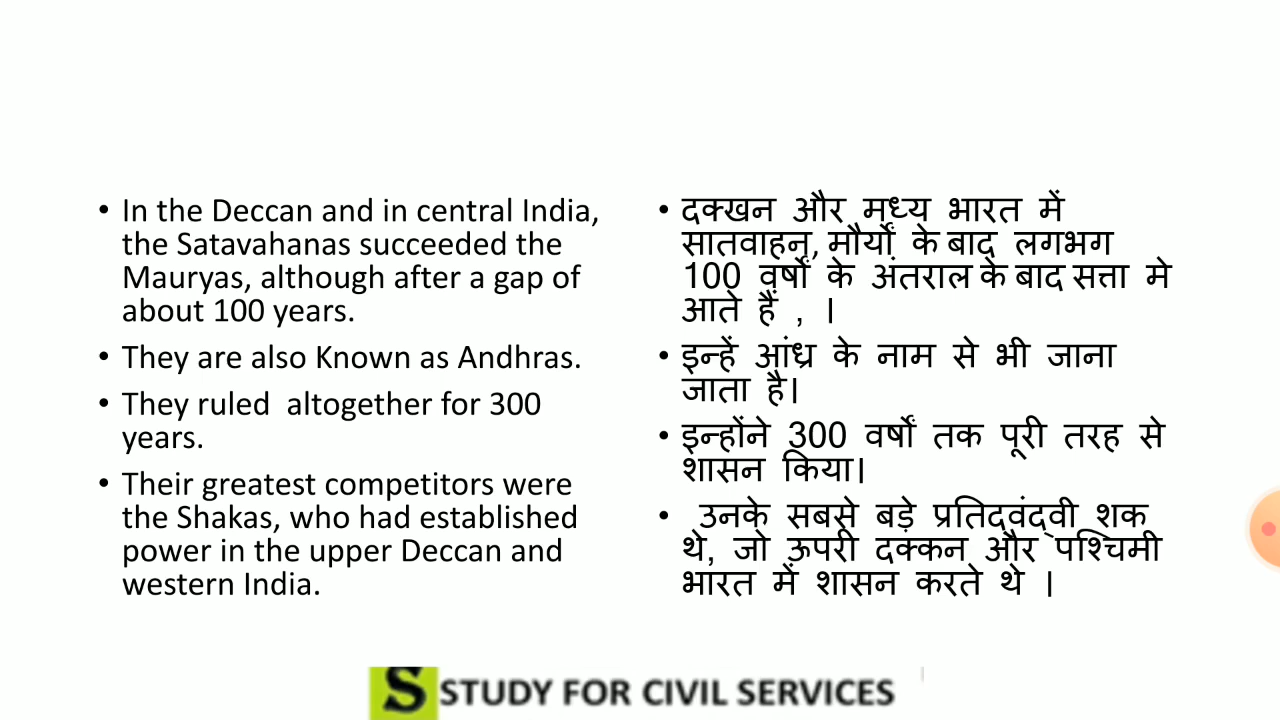 • In the Deccan and in central India,
the Satavahanas succeeded the
Mauryas, although after a gap of
about 100 years.
• They are also Known as Andhras.
• They ruled  altogether for 300
years.
• Their greatest competitors were
the Shakas, who had established
power in the upper Deccan and
western India.
• दक्खन और मध्य भारत में
सातवाहन, मौर्यों के बाद लगभग
100 वर्षों के अंतराल के बाद सत्ता मे
आते हैं , ।
• इन्हें आंध्र के नाम से भी जाना
जाता है।
• इन्होंने 300 वर्षों तक पूरी तरह से
शासन किया।
• उनके सबसे बड़े प्रतिद्वंद्वी शक
थे, जो ऊपरी दक्कन और पश्चिमी
भारत में शासन करते थे ।
S STUDY FOR CIVIL SERVICES